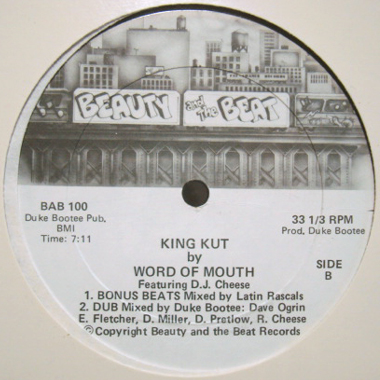 BEAUTY and THE BEAT
BAB 100
Duke Bootee Pub.
BMI
Time: 7:11
33 1/3 RPM
Prod. Duke Bootee
SIDE
B
KING KUT
by
WORD OF MOUTH
Featuring D.J. Cheese
1. BONUS BEATS Mixed by Latin Rascals
2. DUB Mixed by Duke Bootee: Dave Ogrin
E. Fletcher, D. Miller, D. Pretlow, R. Cheese
©Copyright Beauty and the Beat Records